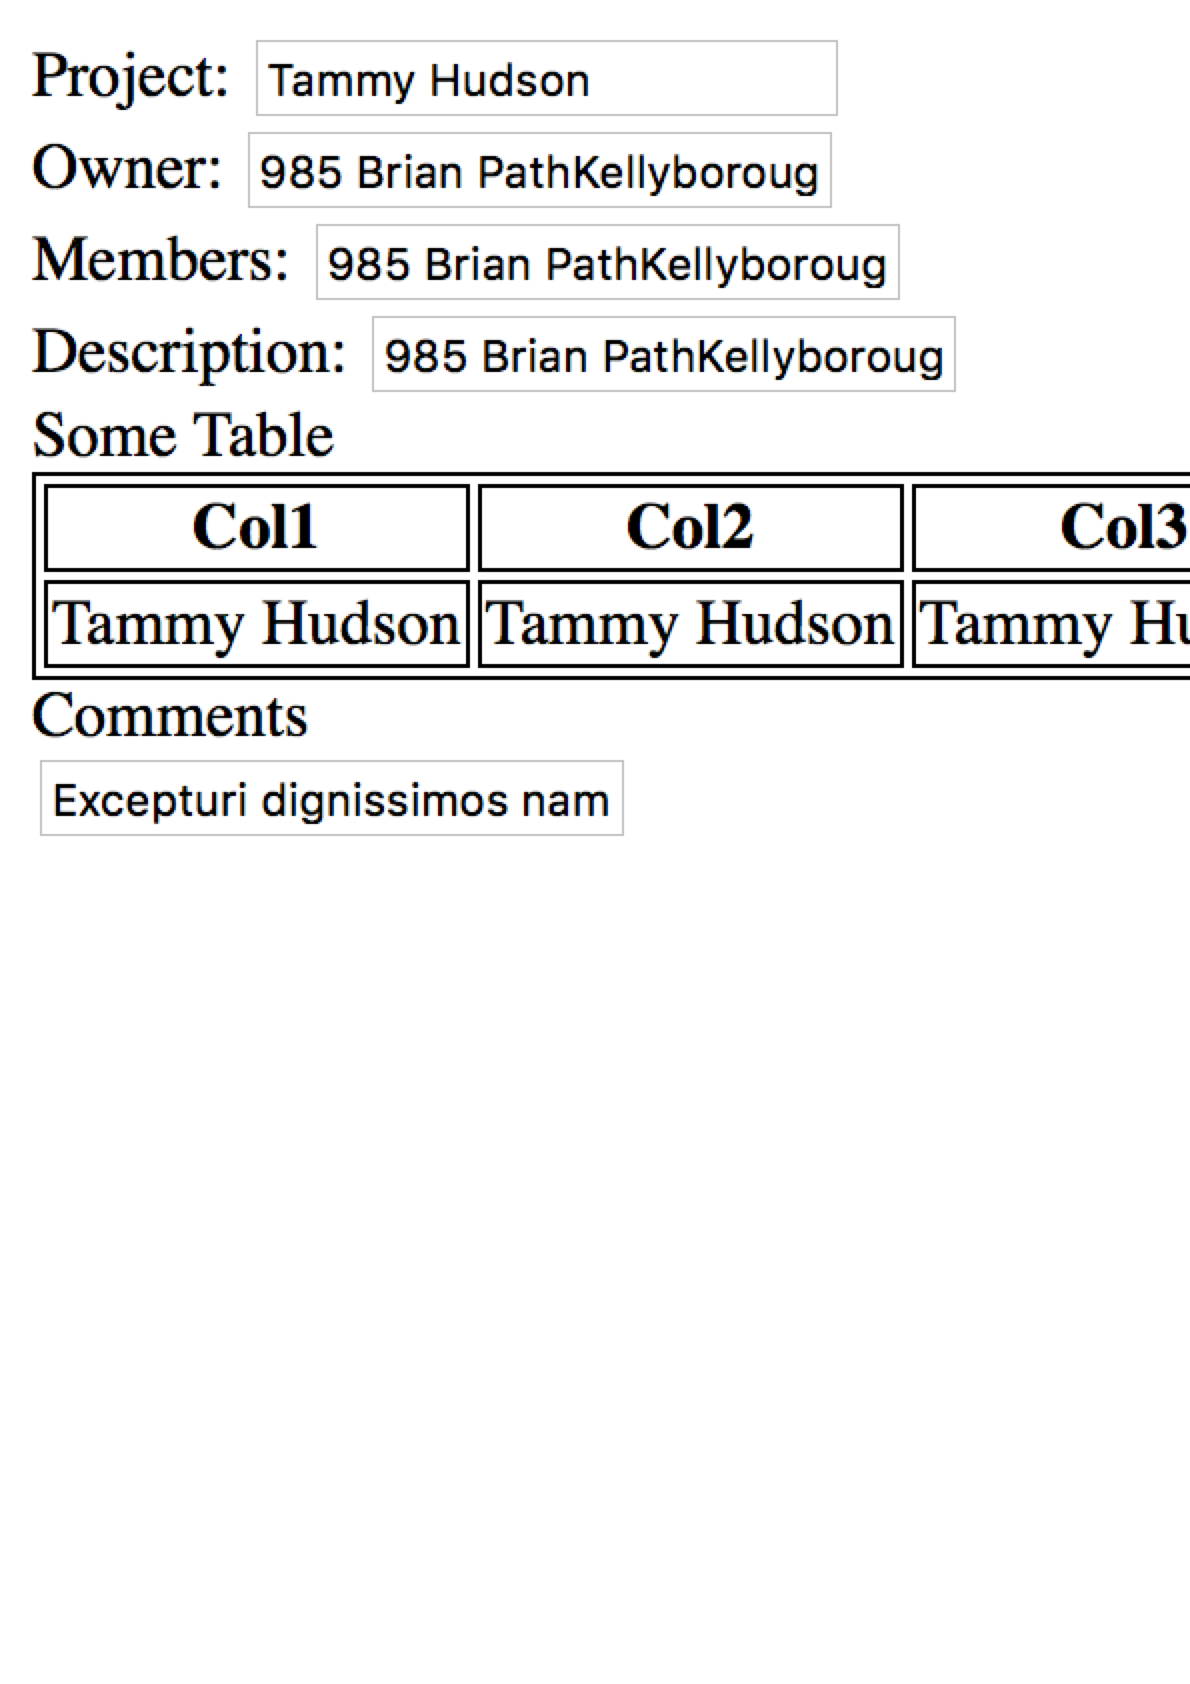 Project: Tammy Hudson
Owner: 985 Brian PathKellyboroug
Members: 985 Brian PathKellyboroug
Description: 985 Brian PathKellyboroug
Some Table
Col1 Col2 Col3
Tammy Hudson Tammy Hudson Tammy Hu
Comments
Excepturi dignissimos nam